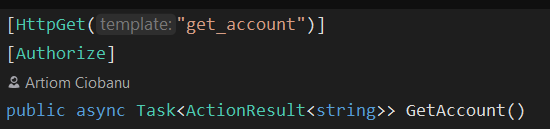 [HttpGet(template:"get_account")]
[Authorize]
Artiom Ciobanu
public async Task<ActionResult<string>> GetAccount()